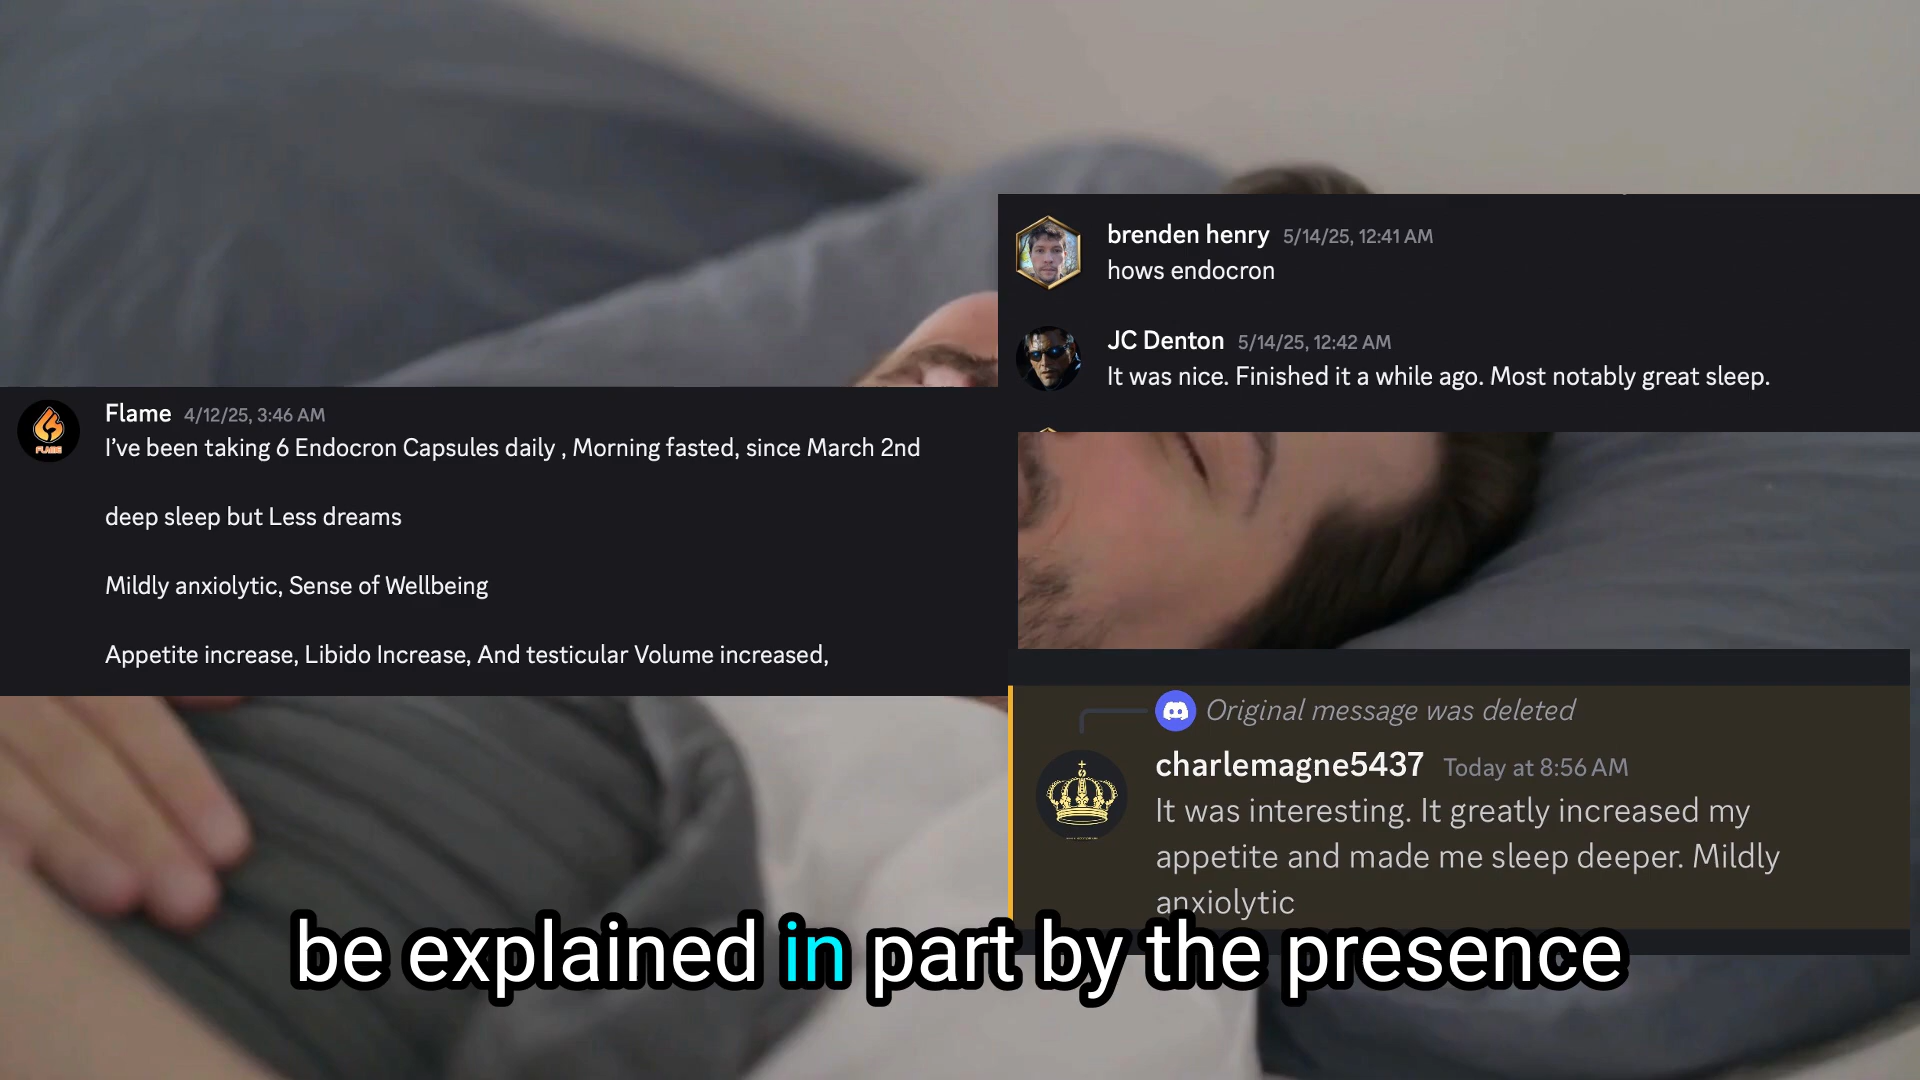 brenden henry 5/14/25, 12:41 AM
hows endocron
JC Denton 5/14/25, 12:42 AM
It was nice. Finished it a while ago. Most notably great sleep.
Flame 4/12/25, 3:46 AM
I've been taking 6 Endocron Capsules daily , Morning fasted, since March 2nd
deep sleep but Less dreams
Mildly anxiolytic, Sense of Wellbeing
Appetite increase, Libido Increase, And testicular Volume increased,
FLAME
Original message was deleted
charlemagne5437 Today at 8:56 AM
It was interesting. It greatly increased my
appetite and made me sleep deeper. Mildly
anxiolytic
be explained in part by the presence